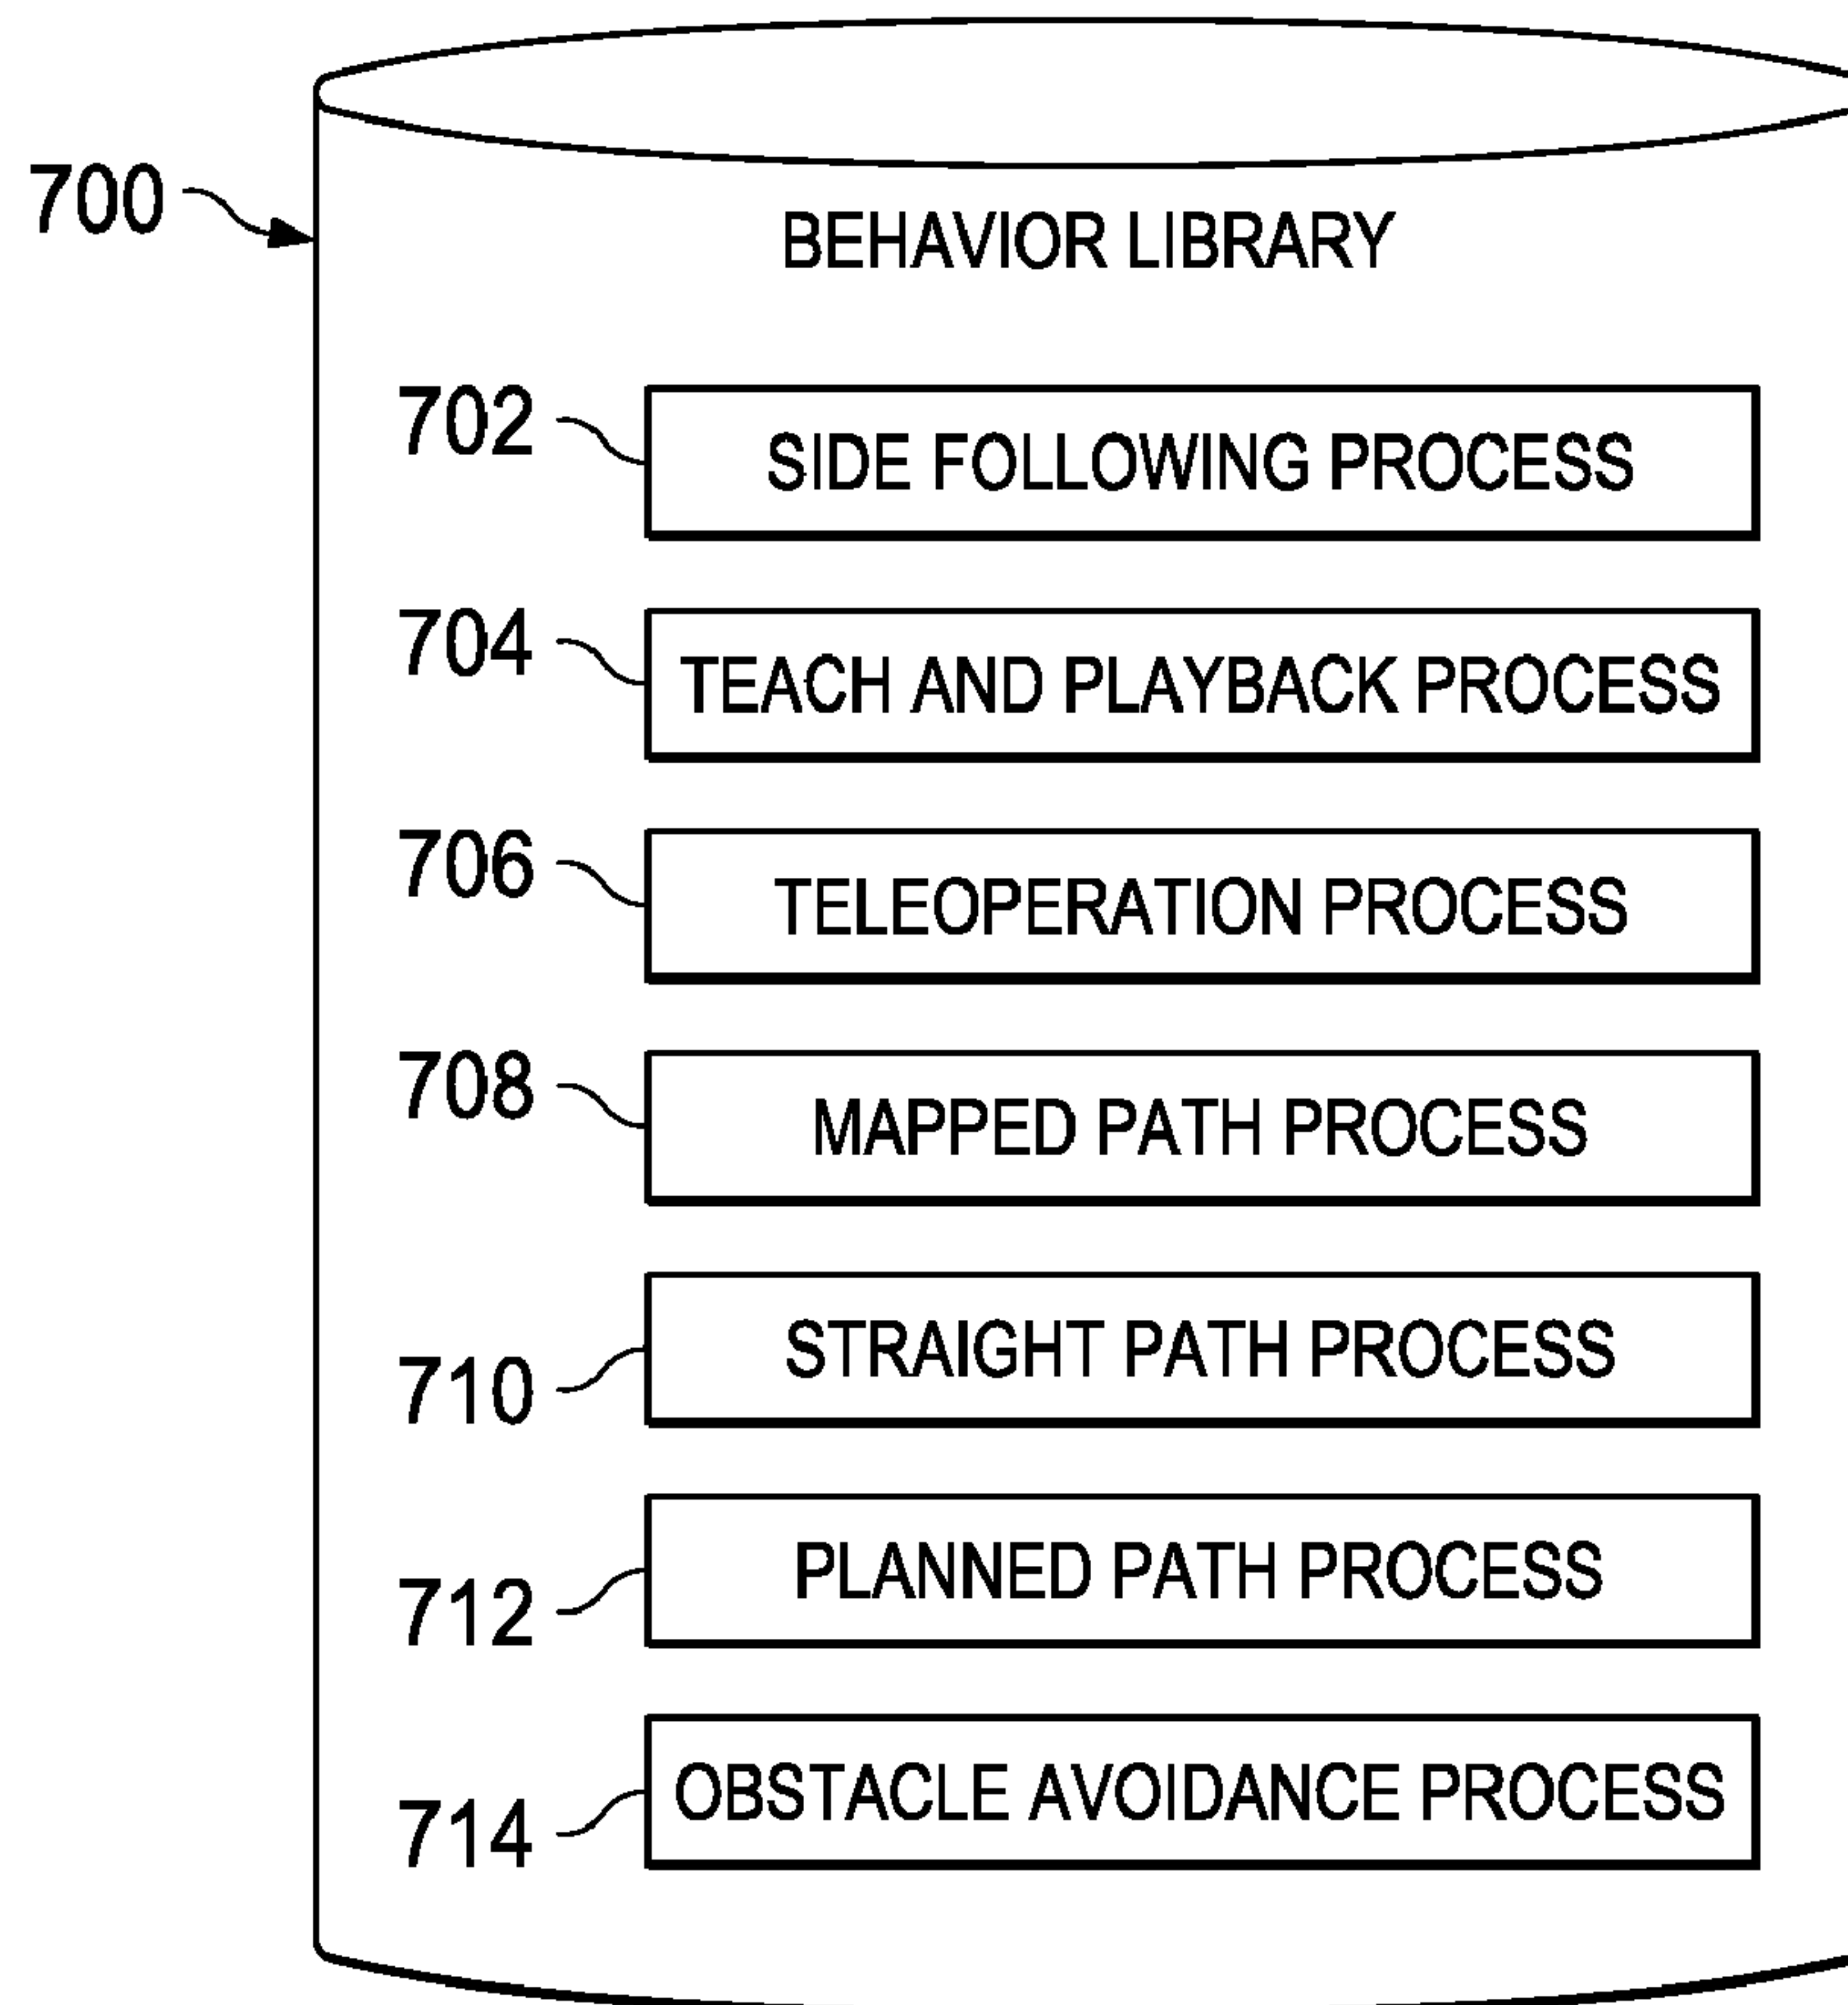 700
BEHAVIOR LIBRARY
702 SIDE FOLLOWING PROCESS
704 TEACH AND PLAYBACK PROCESS
706 TELEOPERATION PROCESS
708 MAPPED PATH PROCESS
710 STRAIGHT PATH PROCESS
712 PLANNED PATH PROCESS
714 OBSTACLE AVOIDANCE PROCESS